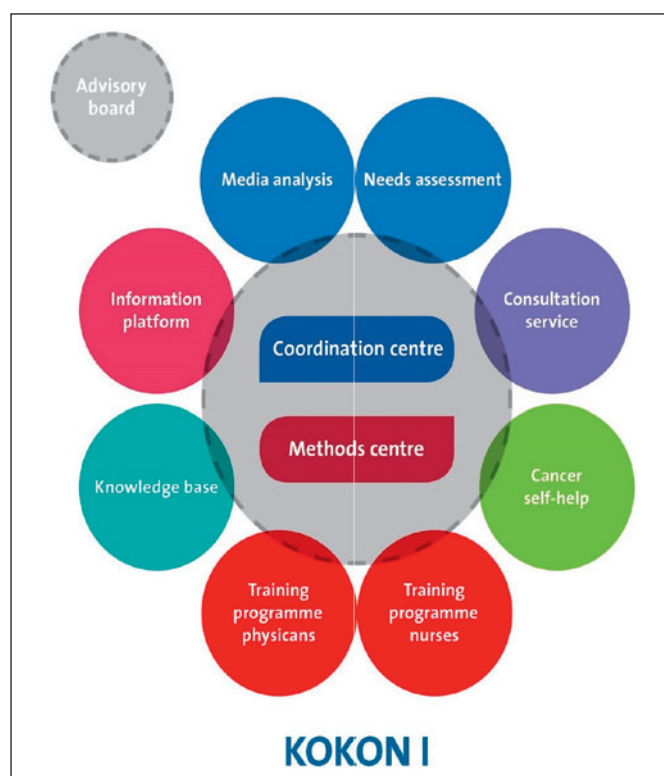 Advisory
board
Media analysis
Needs assessment
Information
platform
Consultation
service
Coordination centre
Methods centre
Knowledge base
Cancer
self-help
Training
programme
physicans
Training
programme
nurses
KOKON I